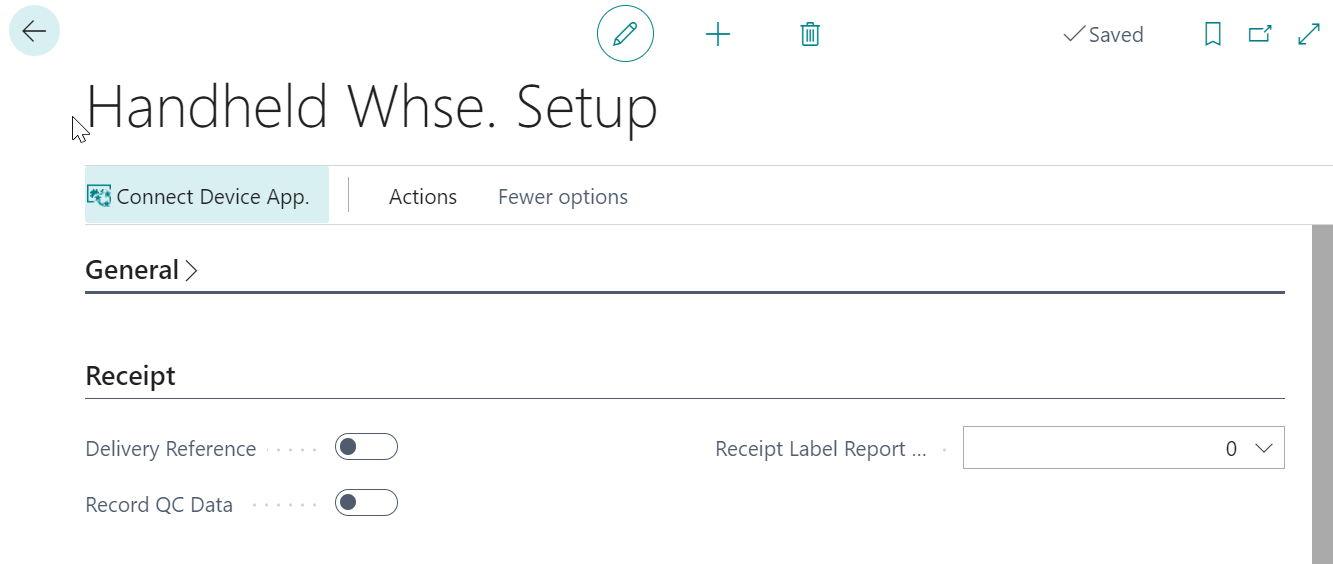 Saved
Handheld Whse. Setup
Connect Device App. Actions Fewer options
General
Receipt
Delivery Reference Receipt Label Report ... 0
Record QC Data